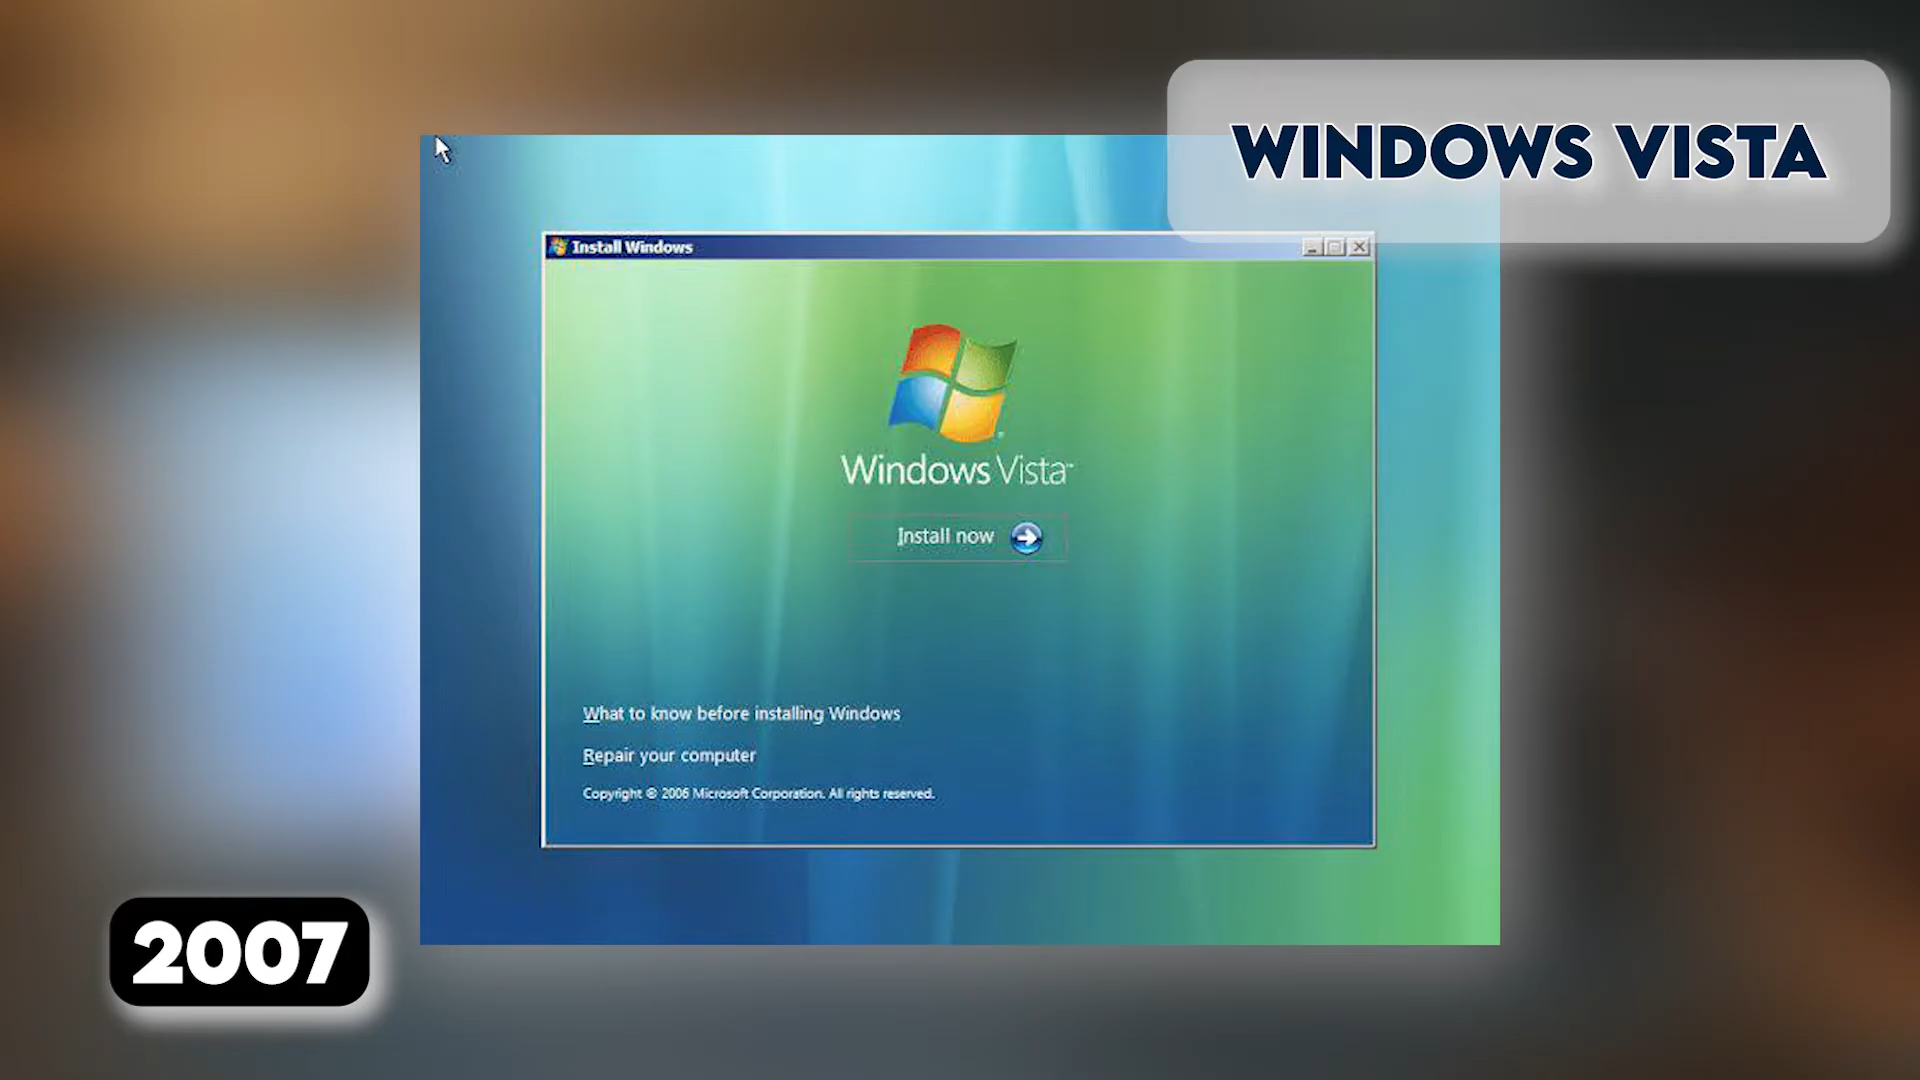 WINDOWS VISTA
Install Windows
Windows Vista™
Install now
What to know before installing Windows
Repair your computer
Copyright © 2006 Microsoft Corporation. All rights reserved.
2007